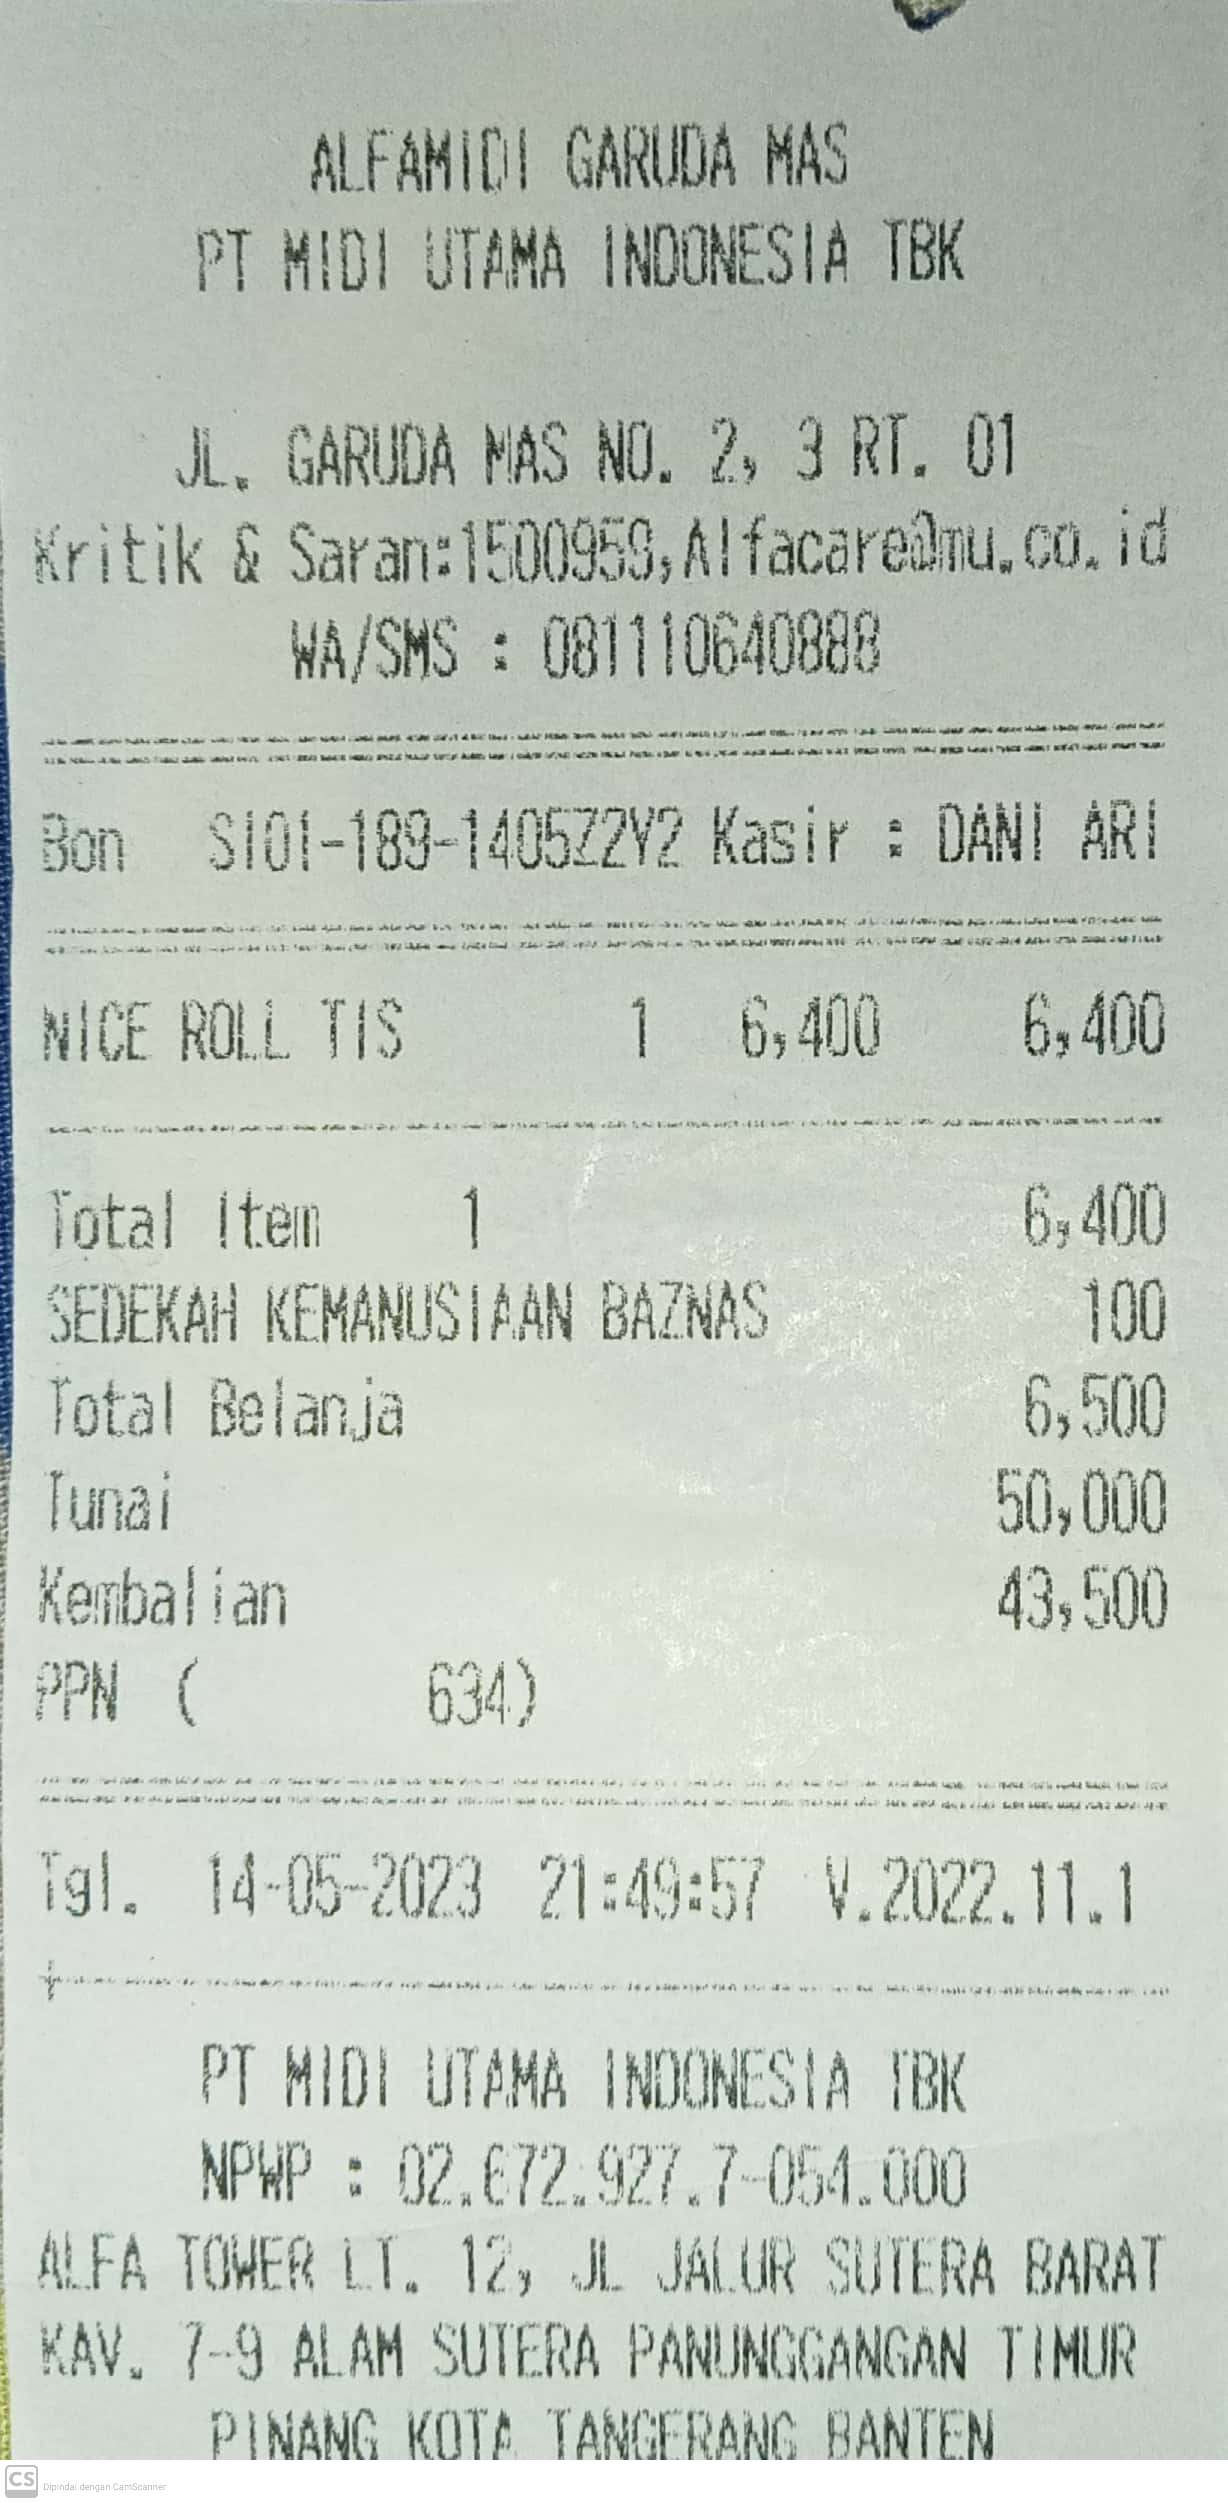 ALFAMIDI GARUDA MAS
PT MIDI UTAMA INDONESIA TBK
JL. GARUDA MAS NO. 2, 3 RT. 01
Kritik & Saran:1500959,Alfacare@mu.co.id
WA/SMS : 081110640888
Bon S101-189-1405Z2Y2 Kasir : DANI ARI
NICE ROLL TIS 1 6,400 6,400
Total Item 1 6,400
SEDEKAH KEMANUSIAAN BAZNAS 100
Total Belanja 6,500
Tunai 50,000
Kembalian 43,500
PPN ( 634)
Tgl. 14-05-2023 21:49:57 V.2022.11.1
PT MIDI UTAMA INDONESIA TBK
NPWP : 02.672.927.7-054.000
ALFA TOWER LT. 12, JL JALUR SUTERA BARAT
KAV. 7-9 ALAM SUTERA PANUNGGANGAN TIMUR
PINANG KOTA TANGERANG BANTEN
CS Dipindai dengan CamScanner